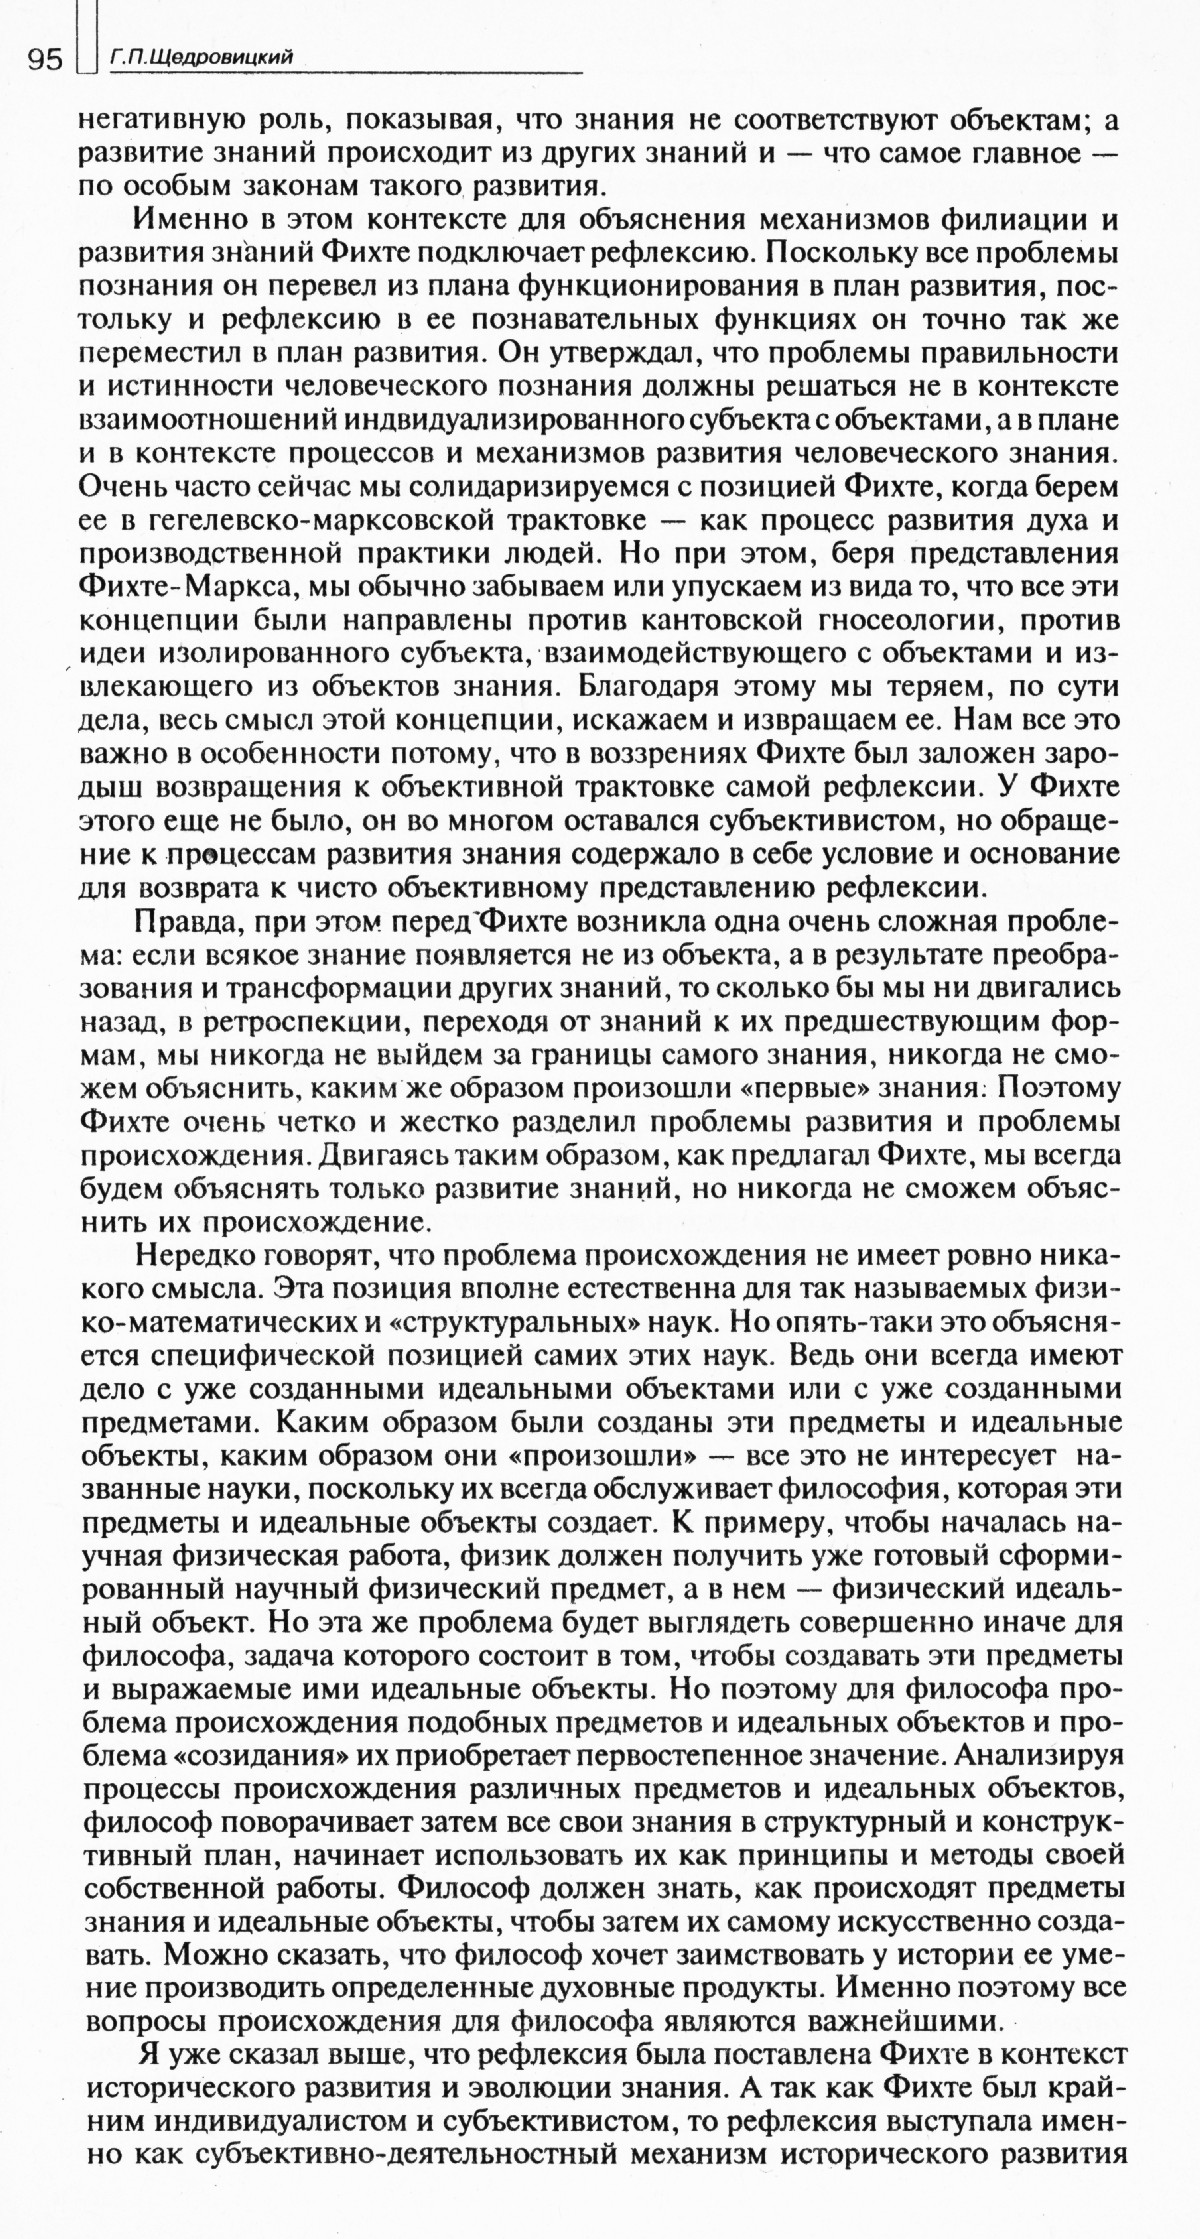 95
Г.П.Щедровицкий
негативную роль, показывая, что знания не соответствуют объектам; а
развитие знаний происходит из других знаний и — что самое главное —
по особым законам такого развития.
Именно в этом контексте для объяснения механизмов филиации и
развития знаний Фихте подключает рефлексию. Поскольку все проблемы
познания он перевел из плана функционирования в план развития, пос-
тольку и рефлексию в ее познавательных функциях он точно так же
переместил в план развития. Он утверждал, что проблемы правильности
и истинности человеческого познания должны решаться не в контексте
взаимоотношений индвидуализированного субъекта с объектами, а в плане
и в контексте процессов и механизмов развития человеческого знания.
Очень часто сейчас мы солидаризируемся с позицией Фихте, когда берем
ее в гегелевско-марксовской трактовке — как процесс развития духа и
производственной практики людей. Но при этом, беря представления
Фихте-Маркса, мы обычно забываем или упускаем из вида то, что все эти
концепции были направлены против кантовской гносеологии, против
идеи изолированного субъекта, взаимодействующего с объектами и из-
влекающего из объектов знания. Благодаря этому мы теряем, по сути
дела, весь смысл этой концепции, искажаем и извращаем ее. Нам все это
важно в особенности потому, что в воззрениях Фихте был заложен заро-
дыш возвращения к объективной трактовке самой рефлексии. У Фихте
этого еще не было, он во многом оставался субъективистом, но обраще-
ние к процессам развития знания содержало в себе условие и основание
для возврата к чисто объективному представлению рефлексии.
Правда, при этом перед Фихте возникла одна очень сложная пробле-
ма: если всякое знание появляется не из объекта, а в результате преобра-
зования и трансформации других знаний, то сколько бы мы ни двигались
назад, в ретроспекции, переходя от знаний к их предшествующим фор-
мам, мы никогда не выйдем за границы самого знания, никогда не смо-
жем объяснить, каким же образом произошли «первые» знания. Поэтому
Фихте очень четко и жестко разделил проблемы развития и проблемы
происхождения. Двигаясь таким образом, как предлагал Фихте, мы всегда
будем объяснять только развитие знаний, но никогда не сможем объяс-
нить их происхождение.
Нередко говорят, что проблема происхождения не имеет ровно ника-
кого смысла. Эта позиция вполне естественна для так называемых физи-
ко-математических и «структуральных» наук. Но опять-таки это объясня-
ется специфической позицией самих этих наук. Ведь они всегда имеют
дело с уже созданными идеальными объектами или с уже созданными
предметами. Каким образом были созданы эти предметы и идеальные
объекты, каким образом они «произошли» — все это не интересует на-
званные науки, поскольку их всегда обслуживает философия, которая эти
предметы и идеальные объекты создает. К примеру, чтобы началась на-
учная физическая работа, физик должен получить уже готовый сформи-
рованный научный физический предмет, а в нем — физический идеаль-
ный объект. Но эта же проблема будет выглядеть совершенно иначе для
философа, задача которого состоит в том, чтобы создавать эти предметы
и выражаемые ими идеальные объекты. Но поэтому для философа про-
блема происхождения подобных предметов и идеальных объектов и про-
блема «созидания» их приобретает первостепенное значение. Анализируя
процессы происхождения различных предметов и идеальных объектов,
философ поворачивает затем все свои знания в структурный и конструк-
тивный план, начинает использовать их как принципы и методы своей
собственной работы. Философ должен знать, как происходят предметы
знания и идеальные объекты, чтобы затем их самому искусственно созда-
вать. Можно сказать, что философ хочет заимствовать у истории ее уме-
ние производить определенные духовные продукты. Именно поэтому все
вопросы происхождения для философа являются важнейшими.
Я уже сказал выше, что рефлексия была поставлена Фихте в контекст
исторического развития и эволюции знания. А так как Фихте был край-
ним индивидуалистом и субъективистом, то рефлексия выступала имен-
но как субъективно-деятельностный механизм исторического развития